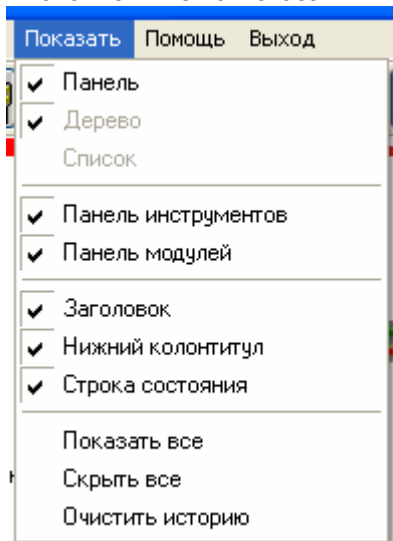 Показать Помощь Выход
Панель
Дерево
Список
Панель инструментов
Панель модулей
Заголовок
Нижний колонтитул
Строка состояния
Показать все
Скрыть все
Очистить историю